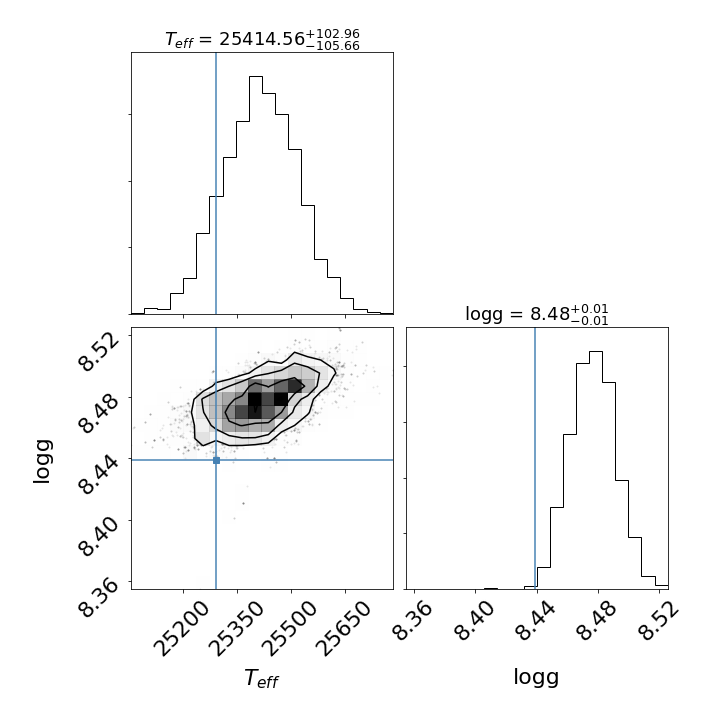 T_eff = 25414.56^{+102.96}_{-105.66}
logg = 8.48^{+0.01}_{-0.01}
8.52
8.48
8.44
8.40
8.36
logg
25200 25350 25500 25650
T_eff
8.36 8.40 8.44 8.48 8.52
logg